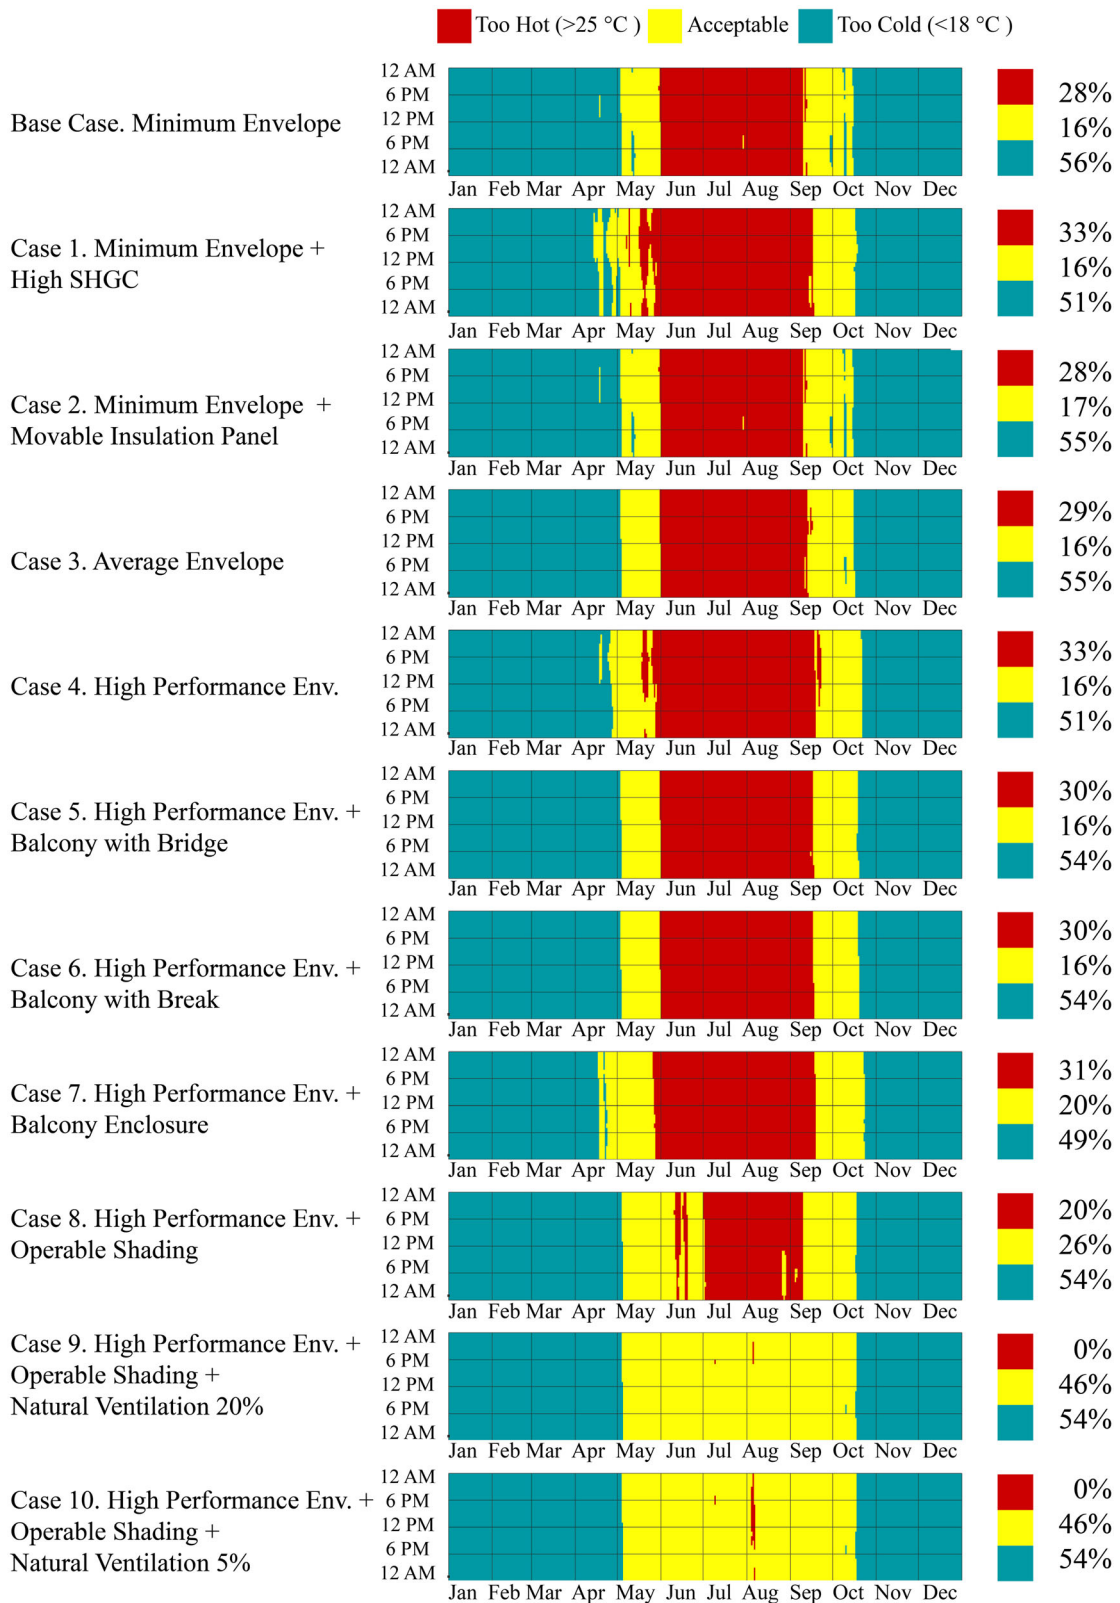 Too Hot (>25 °C ) Acceptable Too Cold (<18 °C )
Base Case. Minimum Envelope
12 AM
6 PM
12 PM
6 PM
12 AM
Jan Feb Mar Apr May Jun Jul Aug Sep Oct Nov Dec
28%
16%
56%
Case 1. Minimum Envelope +
High SHGC
12 AM
6 PM
12 PM
6 PM
12 AM
Jan Feb Mar Apr May Jun Jul Aug Sep Oct Nov Dec
33%
16%
51%
Case 2. Minimum Envelope +
Movable Insulation Panel
12 AM
6 PM
12 PM
6 PM
12 AM
Jan Feb Mar Apr May Jun Jul Aug Sep Oct Nov Dec
28%
17%
55%
Case 3. Average Envelope
12 AM
6 PM
12 PM
6 PM
12 AM
Jan Feb Mar Apr May Jun Jul Aug Sep Oct Nov Dec
29%
16%
55%
Case 4. High Performance Env.
12 AM
6 PM
12 PM
6 PM
12 AM
Jan Feb Mar Apr May Jun Jul Aug Sep Oct Nov Dec
33%
16%
51%
Case 5. High Performance Env. +
Balcony with Bridge
12 AM
6 PM
12 PM
6 PM
12 AM
Jan Feb Mar Apr May Jun Jul Aug Sep Oct Nov Dec
30%
16%
54%
Case 6. High Performance Env. +
Balcony with Break
12 AM
6 PM
12 PM
6 PM
12 AM
Jan Feb Mar Apr May Jun Jul Aug Sep Oct Nov Dec
30%
16%
54%
Case 7. High Performance Env. +
Balcony Enclosure
12 AM
6 PM
12 PM
6 PM
12 AM
Jan Feb Mar Apr May Jun Jul Aug Sep Oct Nov Dec
31%
20%
49%
Case 8. High Performance Env. +
Operable Shading
12 AM
6 PM
12 PM
6 PM
12 AM
Jan Feb Mar Apr May Jun Jul Aug Sep Oct Nov Dec
20%
26%
54%
Case 9. High Performance Env. +
Operable Shading +
Natural Ventilation 20%
12 AM
6 PM
12 PM
6 PM
12 AM
Jan Feb Mar Apr May Jun Jul Aug Sep Oct Nov Dec
0%
46%
54%
Case 10. High Performance Env. +
Operable Shading +
Natural Ventilation 5%
12 AM
6 PM
12 PM
6 PM
12 AM
Jan Feb Mar Apr May Jun Jul Aug Sep Oct Nov Dec
0%
46%
54%